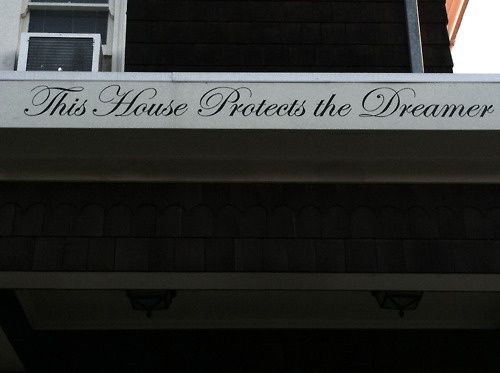 This House Protects the Dreamer